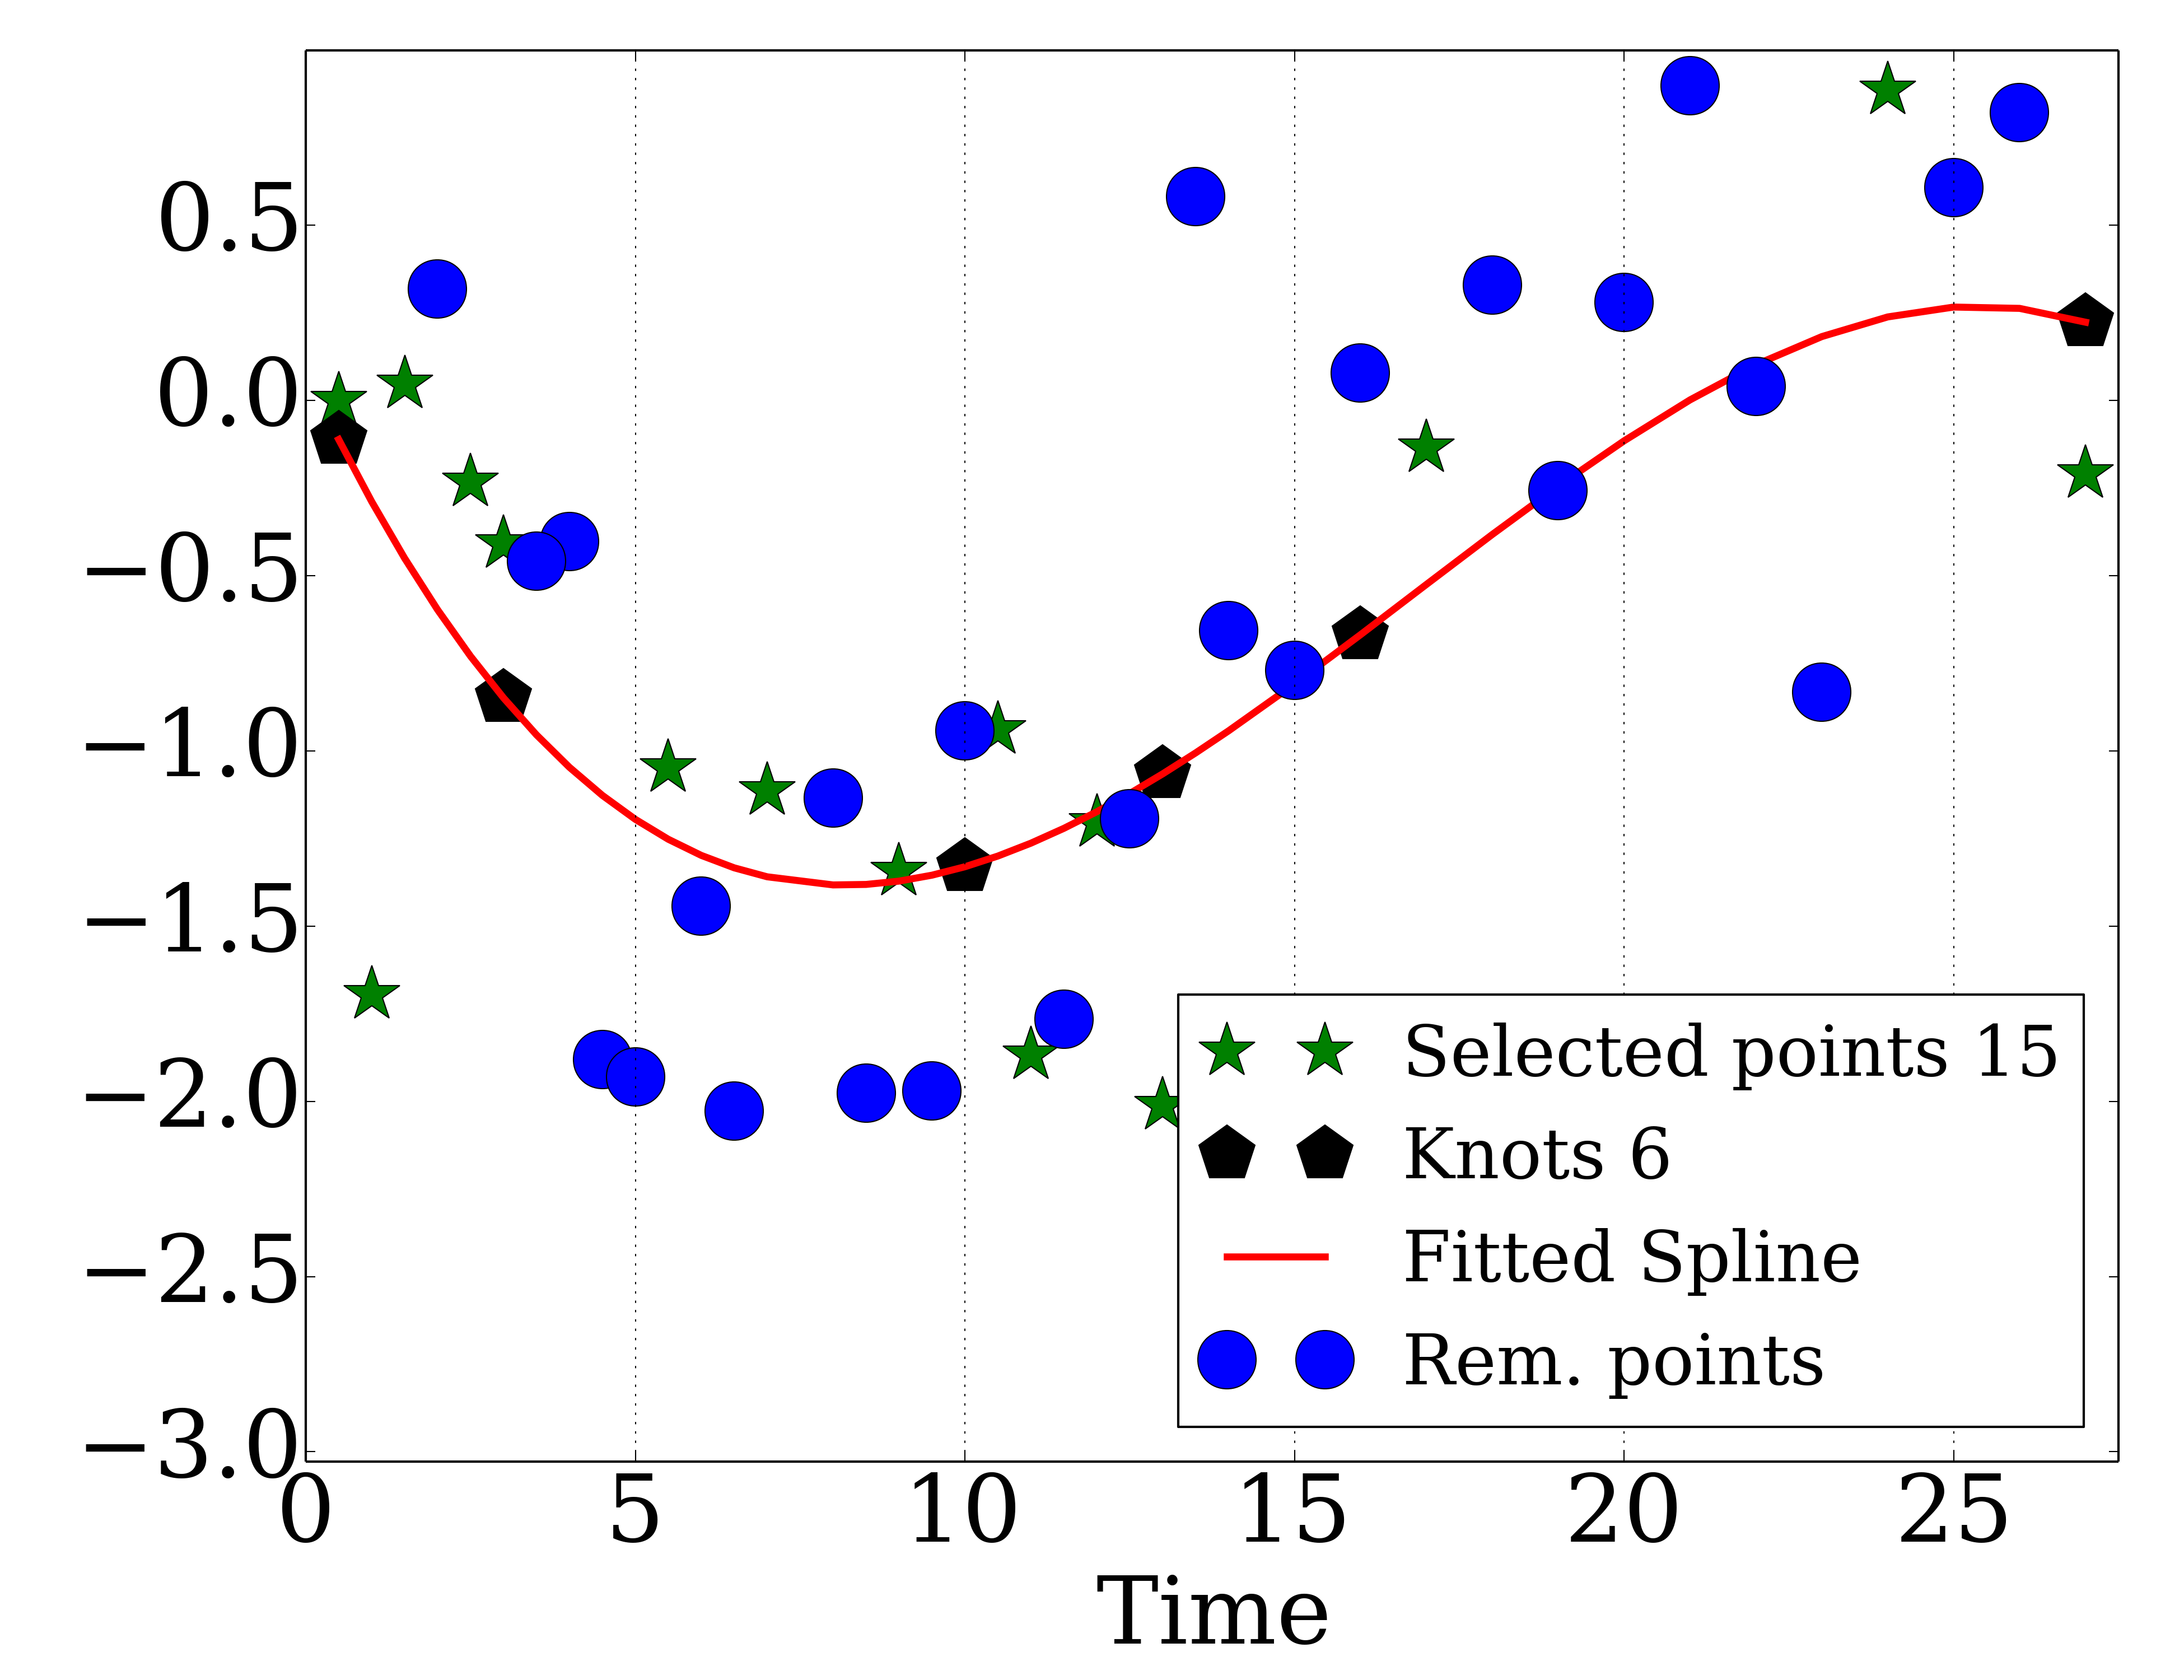 0.5
0.0
−0.5
−1.0
−1.5
−2.0
−2.5
−3.0
Selected points 15
Knots 6
Fitted Spline
Rem. points
0 5 10 15 20 25
Time